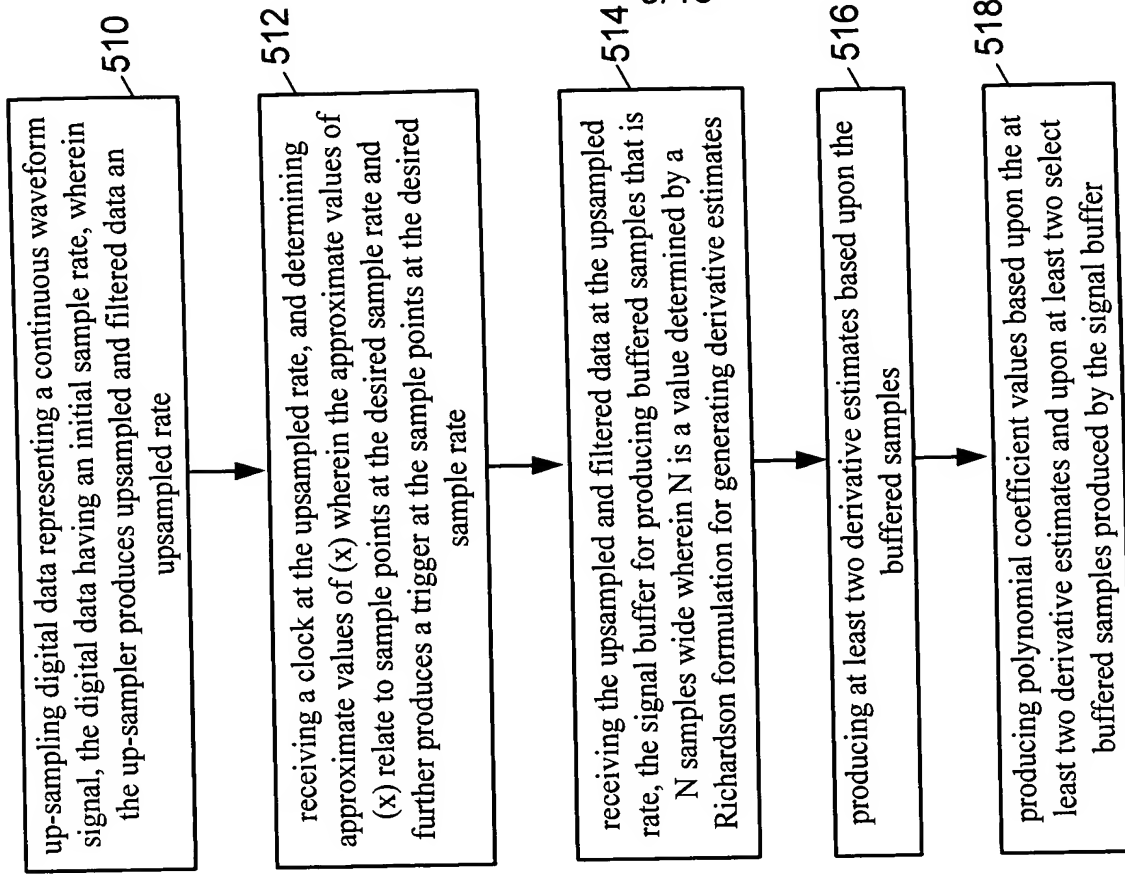 510
up-sampling digital data representing a continuous waveform
signal, the digital data having an initial sample rate, wherein
the up-sampler produces upsampled and filtered data an
upsampled rate
512
receiving a clock at the upsampled rate, and determining
approximate values of (x) wherein the approximate values of
(x) relate to sample points at the desired sample rate and
further produces a trigger at the sample points at the desired
sample rate
514
receiving the upsampled and filtered data at the upsampled
rate, the signal buffer for producing buffered samples that is
N samples wide wherein N is a value determined by a
Richardson formulation for generating derivative estimates
516
producing at least two derivative estimates based upon the
buffered samples
518
producing polynomial coefficient values based upon the at
least two derivative estimates and upon at least two select
buffered samples produced by the signal buffer